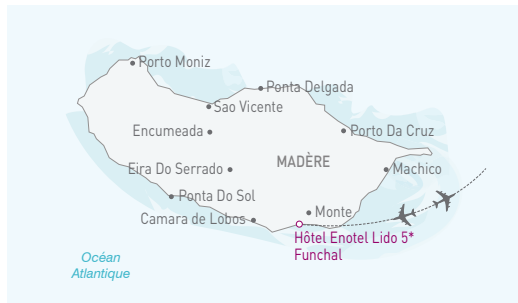 Porto Moniz
Ponta Delgada
Sao Vicente
Encumeada
Porto Da Cruz
MADÈRE
Eira Do Serrado
Machico
Ponta Do Sol
Monte
Camara de Lobos
Hôtel Enotel Lido 5*
Funchal
Océan
Atlantique